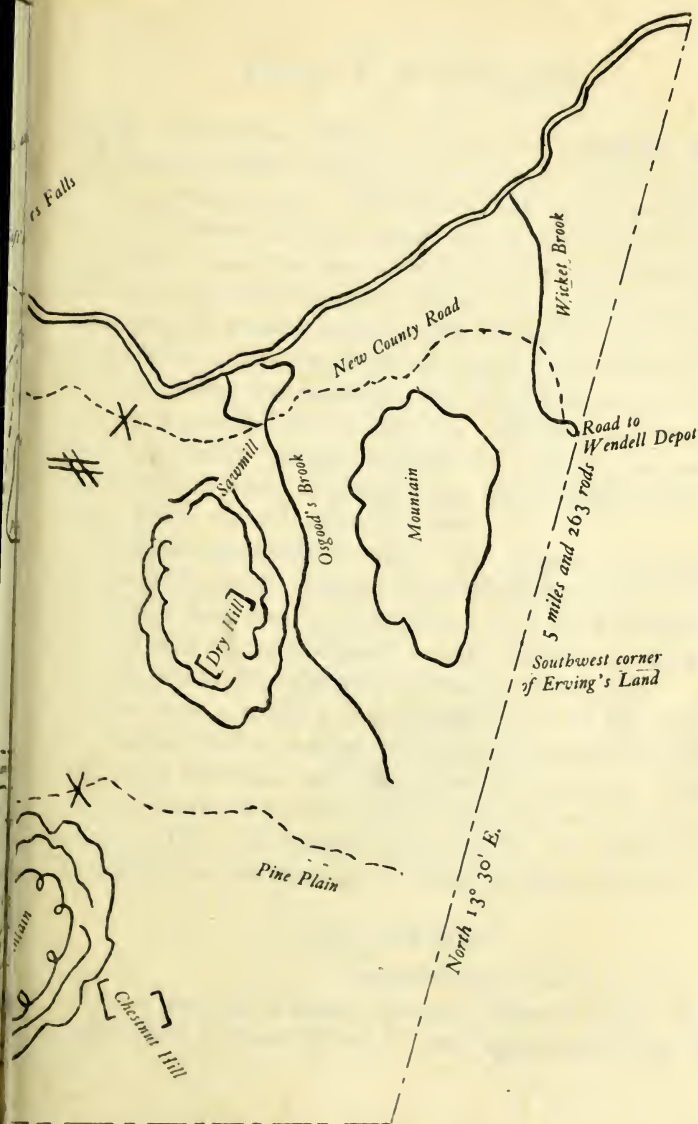 Falls
Wicket Brook
New County Road
Road to
Wendell Depot
Sawmill
Osgood's Brook
Mountain
5 miles and 263 rods
Dry Hill
Southwest corner
of Erving's Land
Pine Plain
North 13° 30' E.
Chestnut Hill